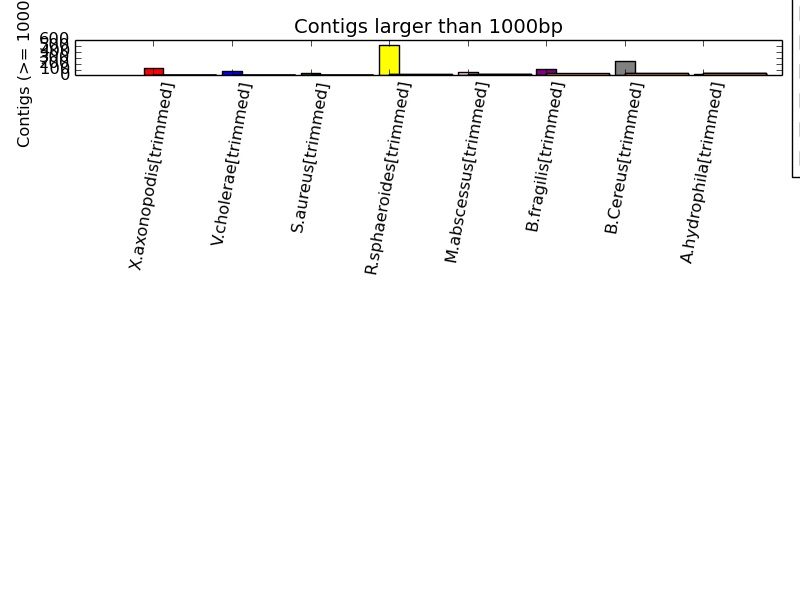 Contigs larger than 1000bp
Contigs (>= 1000
600
100
0
X.axonopodis[trimmed]
V.cholerae[trimmed]
S.aureus[trimmed]
R.sphaeroides[trimmed]
M.abscessus[trimmed]
B.fragilis[trimmed]
B.Cereus[trimmed]
A.hydrophila[trimmed]